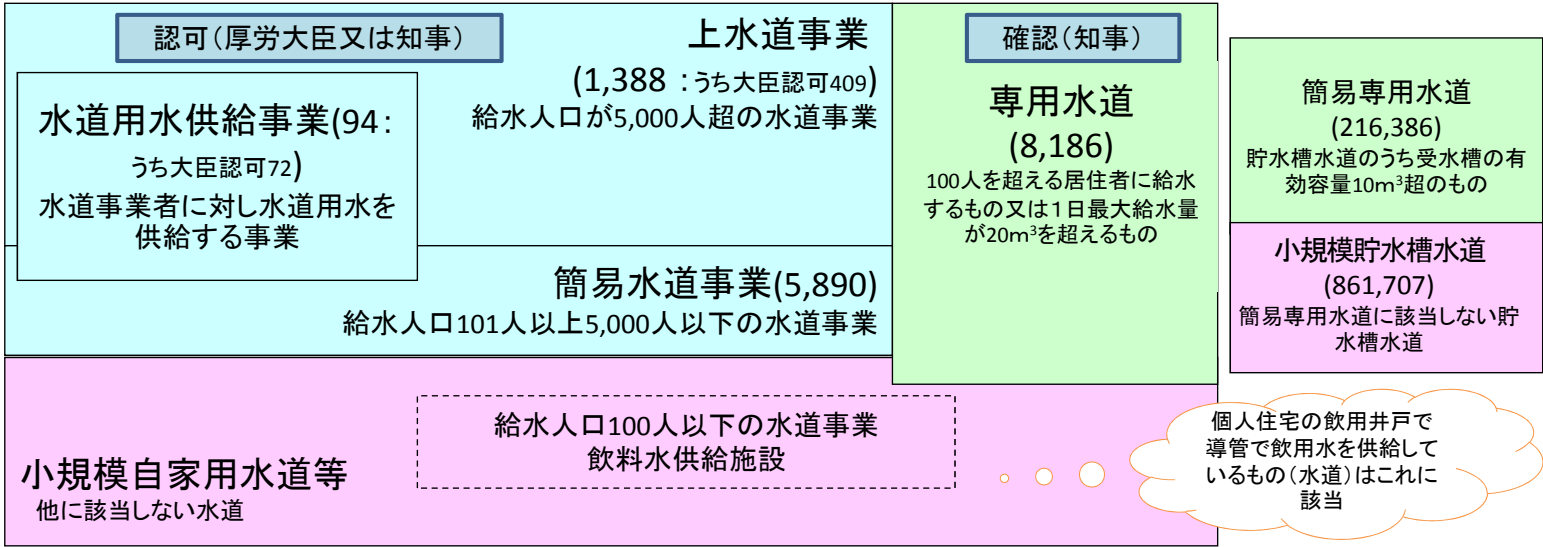 認可(厚労大臣又は知事)
上水道事業
(1,388 :うち大臣認可409)
給水人口が5,000人超の水道事業
水道用水供給事業(94:
うち大臣認可72)
水道事業者に対し水道用水を
供給する事業
簡易水道事業(5,890)
給水人口101人以上5,000人以下の水道事業
確認(知事)
専用水道
(8,186)
100人を超える居住者に給水
するもの又は1日最大給水量
が20m³を超えるもの
簡易専用水道
(216,386)
貯水槽水道のうち受水槽の有
効容量10m³超のもの
小規模貯水槽水道
(861,707)
簡易専用水道に該当しない貯
水槽水道
給水人口100人以下の水道事業
飲料水供給施設
小規模自家用水道等
他に該当しない水道
個人住宅の飲用井戸で
導管で飲用水を供給して
いるもの(水道)はこれに
該当